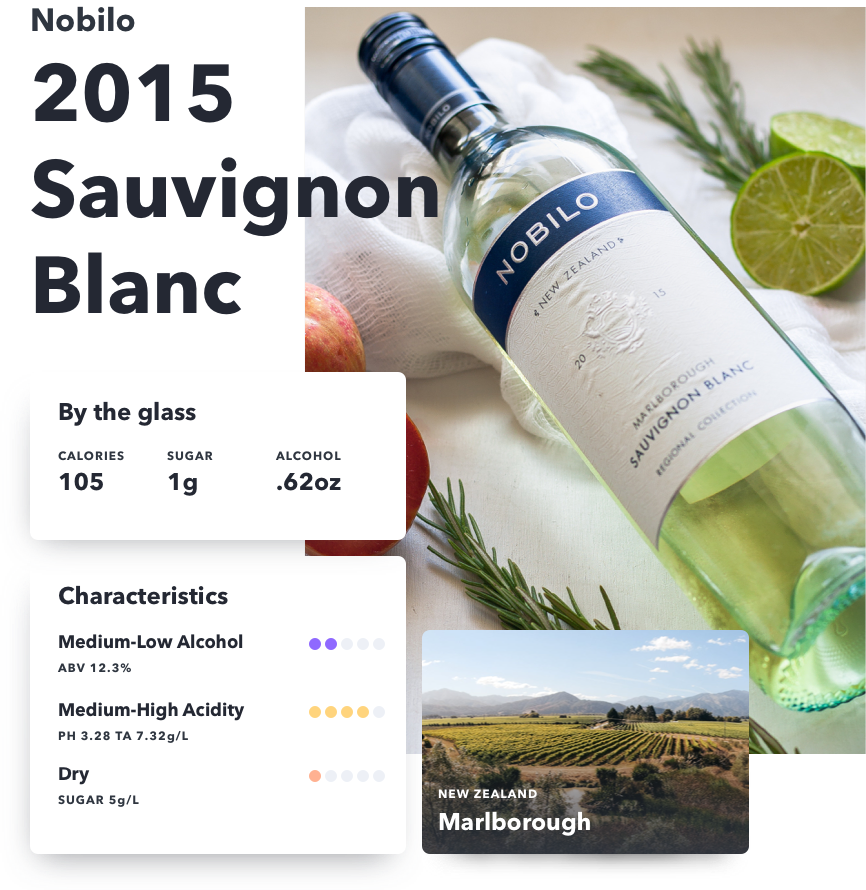 Nobilo
2015
Sauvignon
Blanc
NOBILO
NOBILO
NEW ZEALAND
20 15
MARLBOROUGH
SAUVIGNON BLANC
REGIONAL COLLECTION
By the glass
CALORIES SUGAR ALCOHOL
105 1g .62oz
Characteristics
Medium-Low Alcohol
ABV 12.3%
Medium-High Acidity
PH 3.28 TA 7.32g/L
Dry
SUGAR 5g/L
NEW ZEALAND
Marlborough